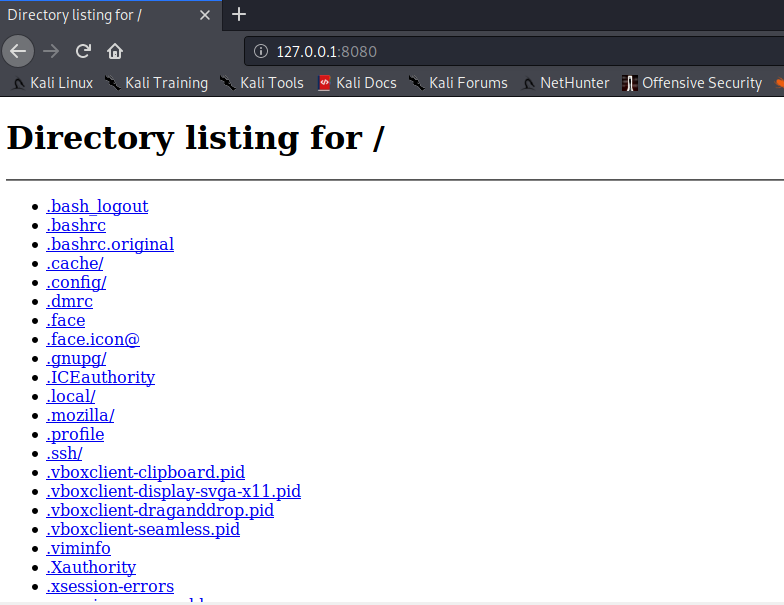 Directory listing for /
127.0.0.1:8080
Kali Linux Kali Training Kali Tools Kali Docs Kali Forums NetHunter Offensive Security
Directory listing for /
.bash_logout
.bashrc
.bashrc.original
.cache/
.config/
.dmrc
.face
.face.icon@
.gnupg/
.ICEauthority
.local/
.mozilla/
.profile
.ssh/
.vboxclient-clipboard.pid
.vboxclient-display-svga-x11.pid
.vboxclient-draganddrop.pid
.vboxclient-seamless.pid
.viminfo
.Xauthority
.xsession-errors